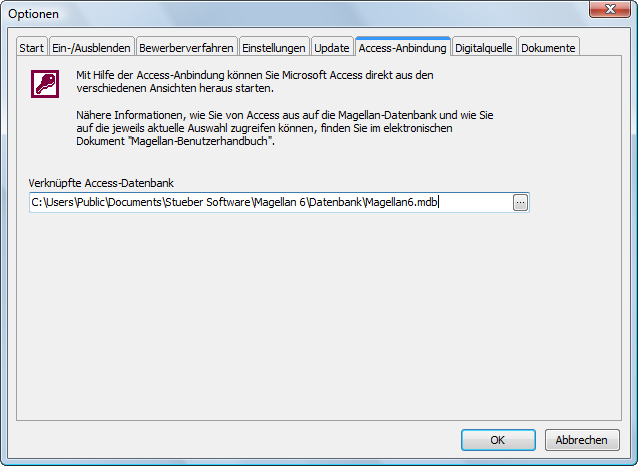 Optionen
Start Ein-/Ausblenden Bewerberverfahren Einstellungen Update Access-Anbindung Digitalquelle Dokumente
Mit Hilfe der Access-Anbindung können Sie Microsoft Access direkt aus den
verschiedenen Ansichten heraus starten.
Nähere Informationen, wie Sie von Access aus auf die Magellan-Datenbank und wie Sie
auf die jeweils aktuelle Auswahl zugreifen können, finden Sie im elektronischen
Dokument "Magellan-Benutzerhandbuch".
Verknüpfte Access-Datenbank
C:\Users\Public\Documents\Stueber Software\Magellan 6\Datenbank\Magellan6.mdb ...
OK Abbrechen